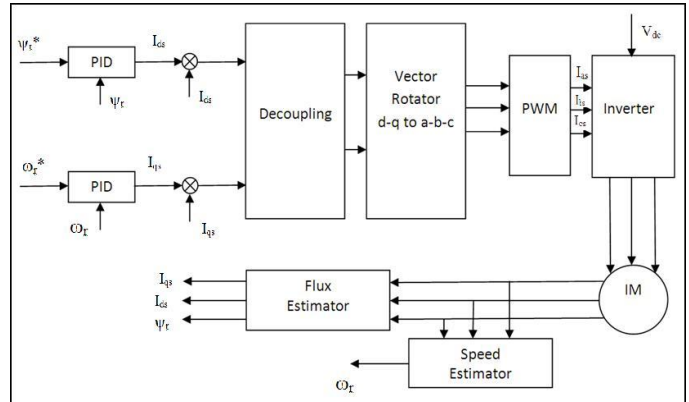 ψr*
PID
Ids
ψr
Ids
ωr*
PID
Iqs
ωr
Iqs
Decoupling
Vector
Rotator
d-q to a-b-c
PWM
Ias
Ibs
Ics
Vdc
Inverter
IM
Iqs
Ids
ψr
Flux
Estimator
Speed
Estimator
ωr